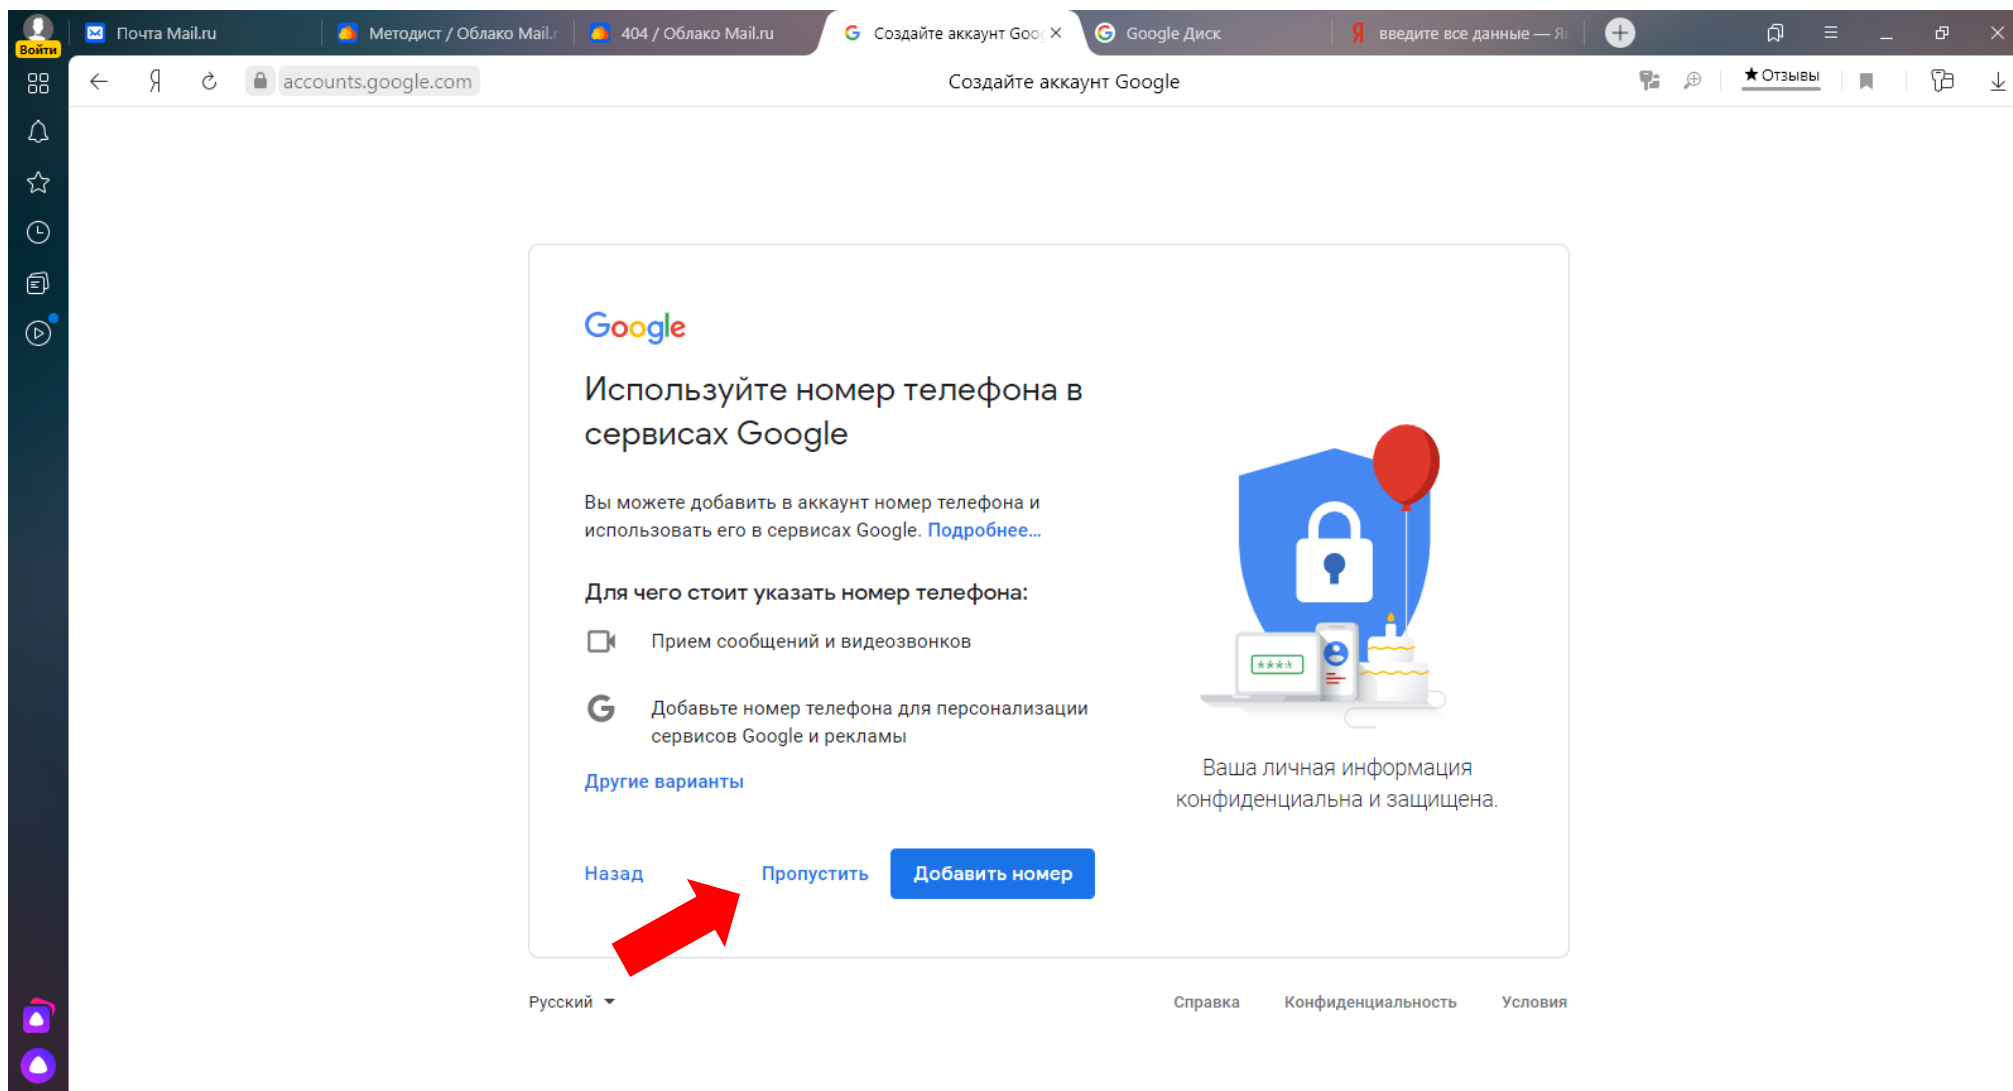 Войти
Почта Mail.ru
Методист / Облако Mail.r
404 / Облако Mail.ru
Создайте аккаунт Goog
Google Диск
введите все данные — Ян
accounts.google.com
Создайте аккаунт Google
★ Отзывы
Google
Используйте номер телефона в
сервисах Google
Вы можете добавить в аккаунт номер телефона и
использовать его в сервисах Google. Подробнее...
Для чего стоит указать номер телефона:
Прием сообщений и видеозвонков
Добавьте номер телефона для персонализации
сервисов Google и рекламы
Другие варианты
Назад
Пропустить
Добавить номер
****
Ваша личная информация
конфиденциальна и защищена.
Русский
Справка
Конфиденциальность
Условия